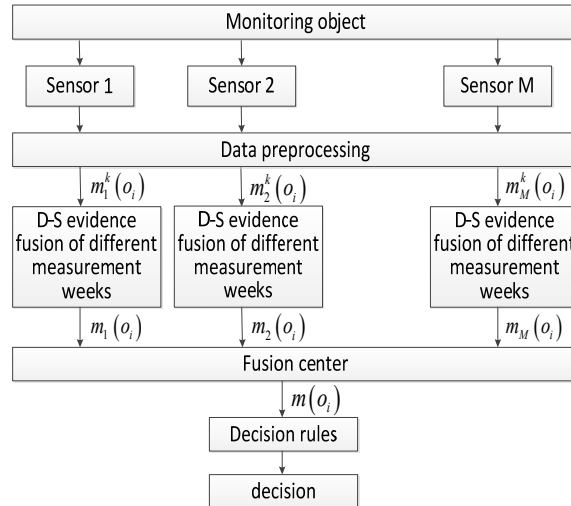 Monitoring object
Sensor 1
Sensor 2
Sensor M
Data preprocessing
m_1^k(o_i)
m_2^k(o_i)
m_M^k(o_i)
D-S evidence
fusion of different
measurement
weeks
D-S evidence
fusion of different
measurement
weeks
D-S evidence
fusion of different
measurement
weeks
m_1(o_i)
m_2(o_i)
m_M(o_i)
Fusion center
m(o_i)
Decision rules
decision